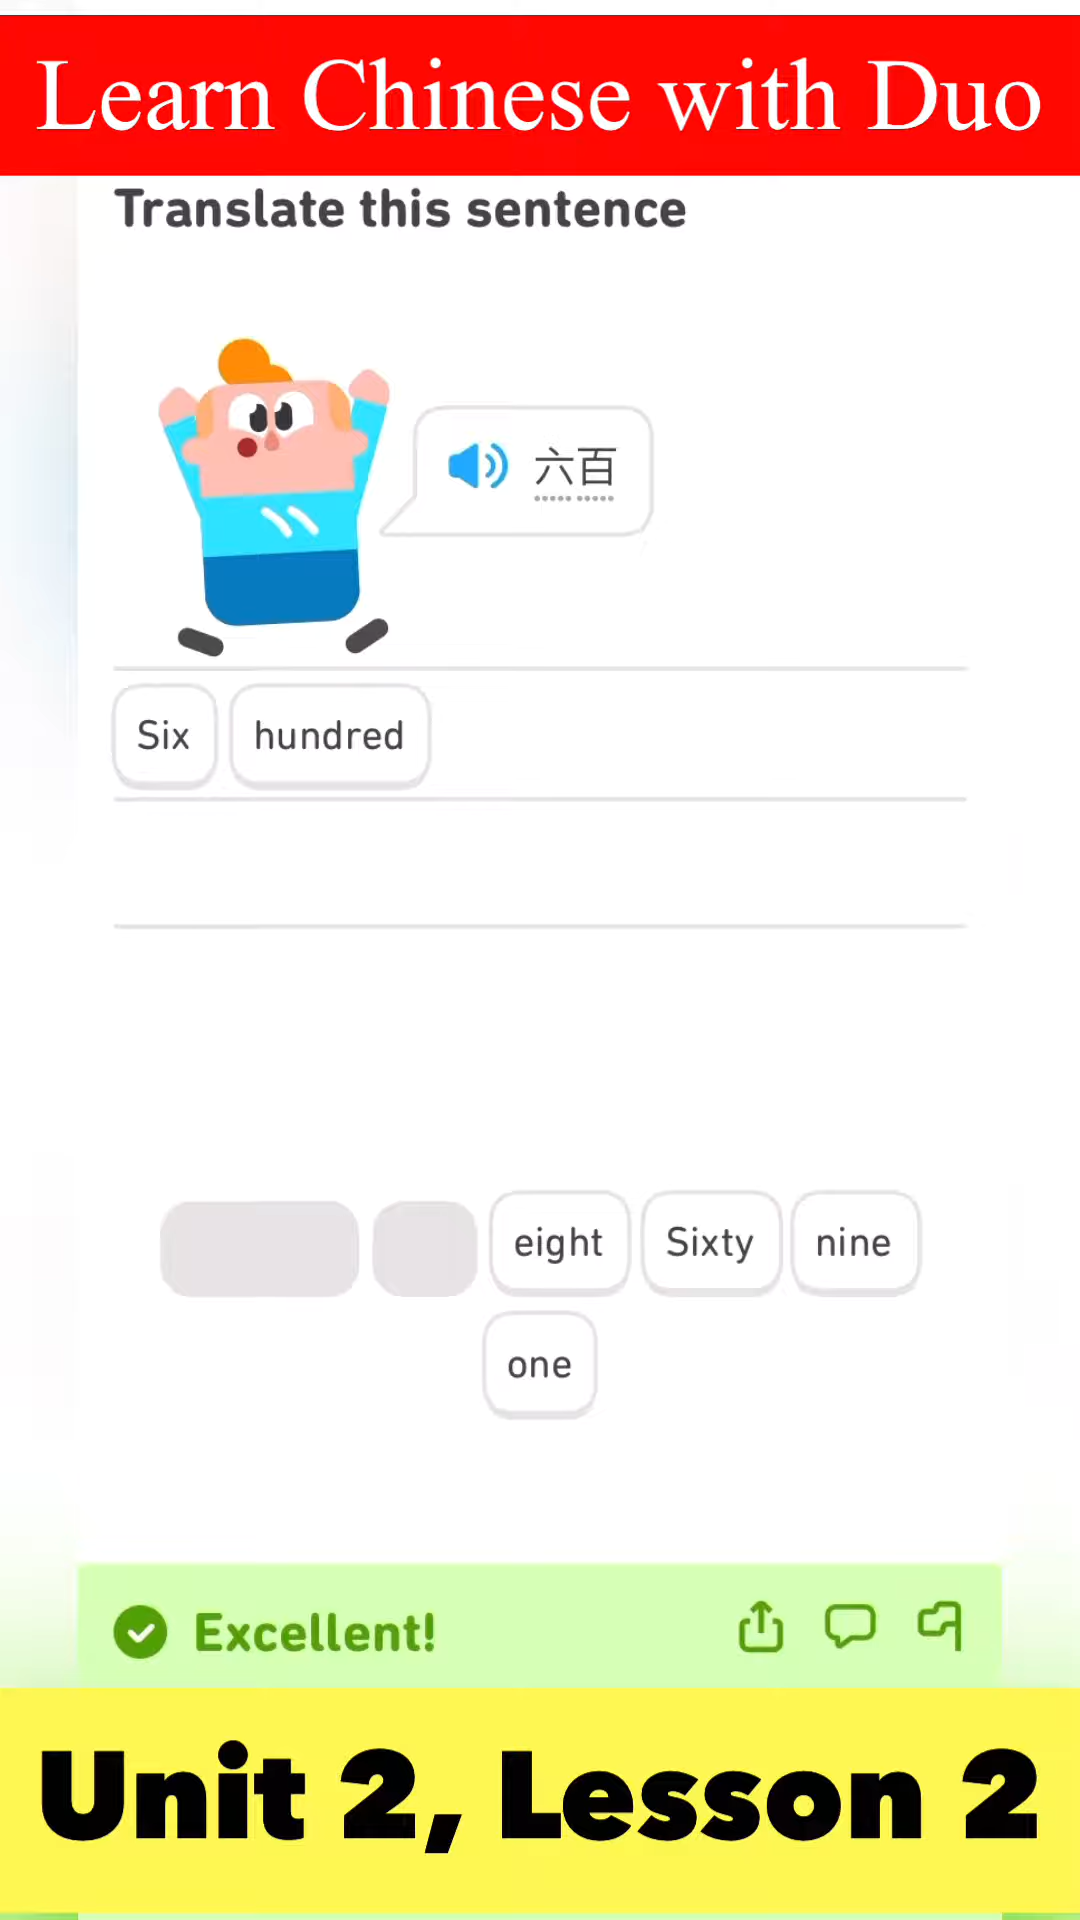 Learn Chinese with Duo
Translate this sentence
六百
Six hundred
eight Sixty nine
one
Excellent!
Unit 2, Lesson 2